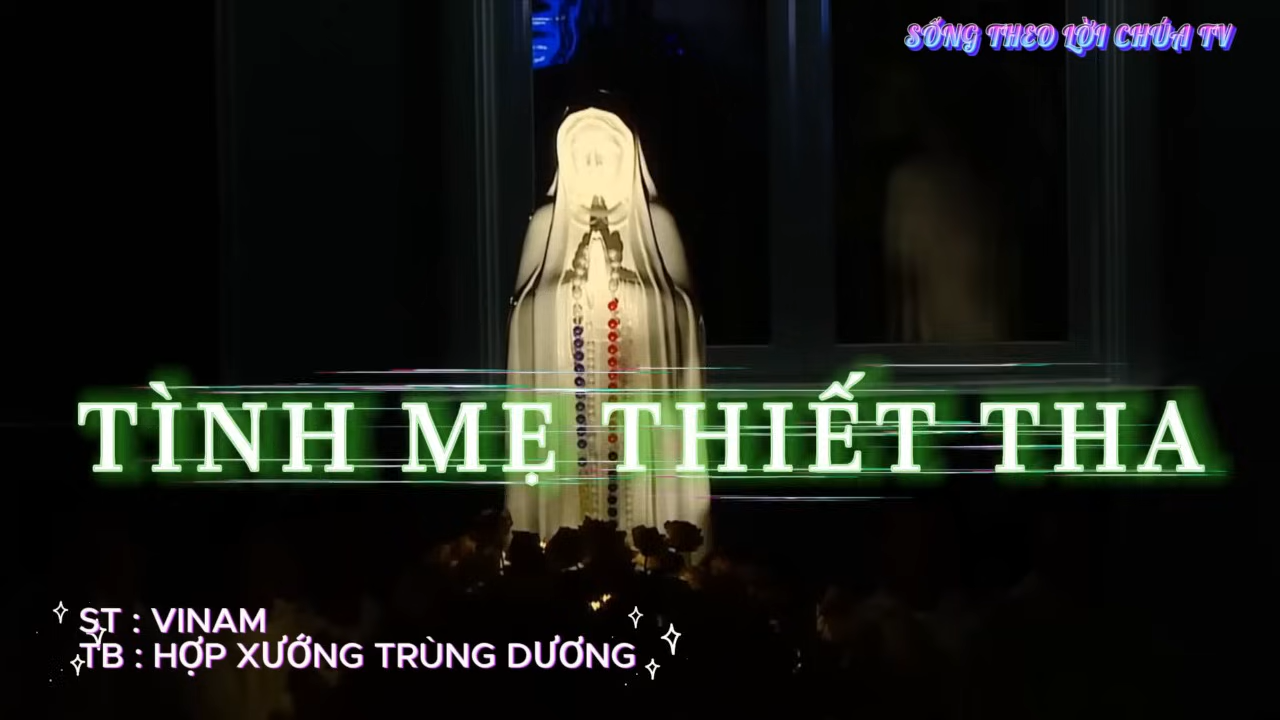 SỐNG THEO LỜI CHÚA TV
TÌNH MẸ THIẾT THA
ST : VINAM
TB : HỢP XƯỚNG TRÙNG DƯƠNG